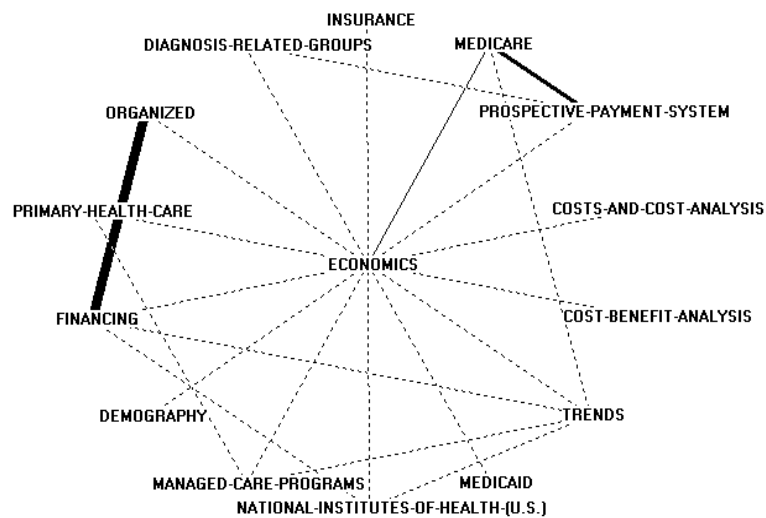 INSURANCE
DIAGNOSIS-RELATED-GROUPS
MEDICARE
ORGANIZED
PROSPECTIVE-PAYMENT-SYSTEM
PRIMARY-HEALTH-CARE
COSTS-AND-COST-ANALYSIS
ECONOMICS
FINANCING
COST-BENEFIT-ANALYSIS
DEMOGRAPHY
TRENDS
MANAGED-CARE-PROGRAMS
MEDICAID
NATIONAL-INSTITUTES-OF-HEALTH-(U.S.)